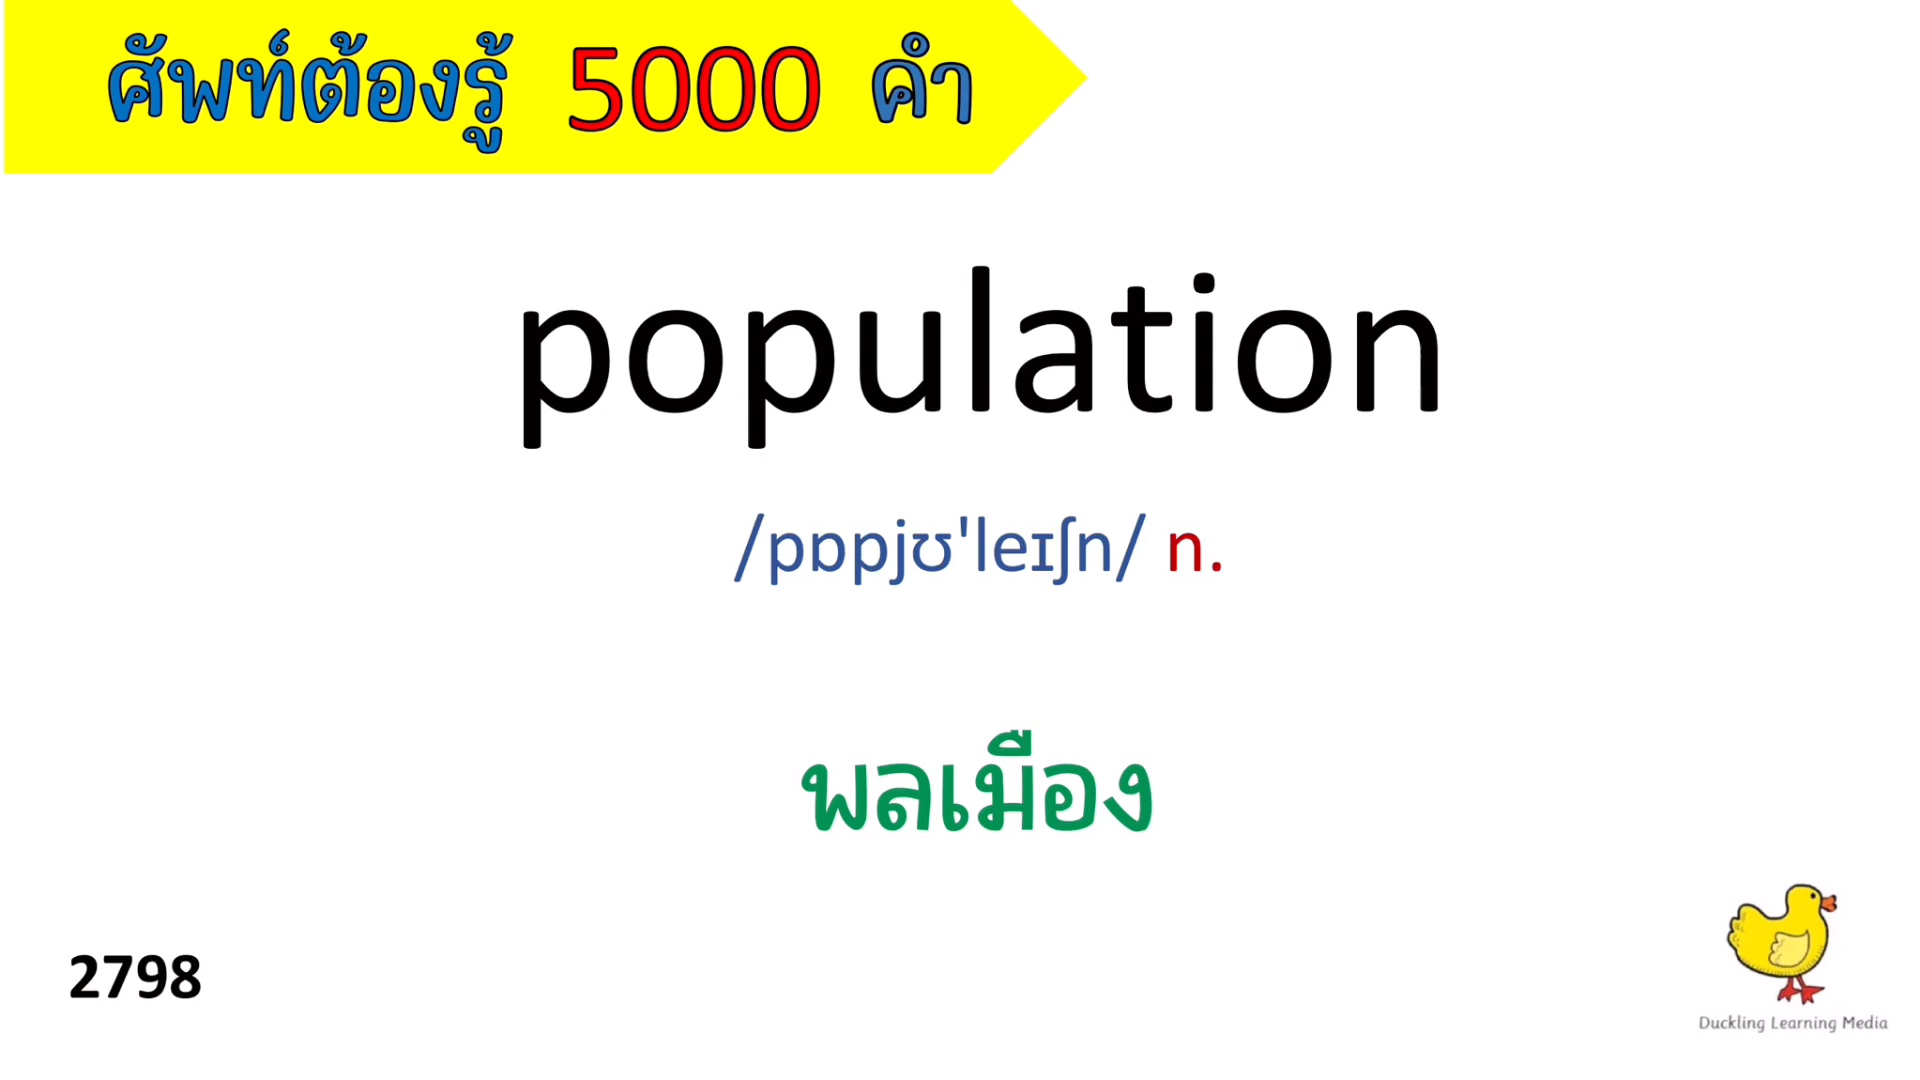 ศัพท์ต้องรู้ 5000 คำ
population
/pɒpjʊ'leɪʃn/ n.
พลเมือง
2798
Duckling Learning Media